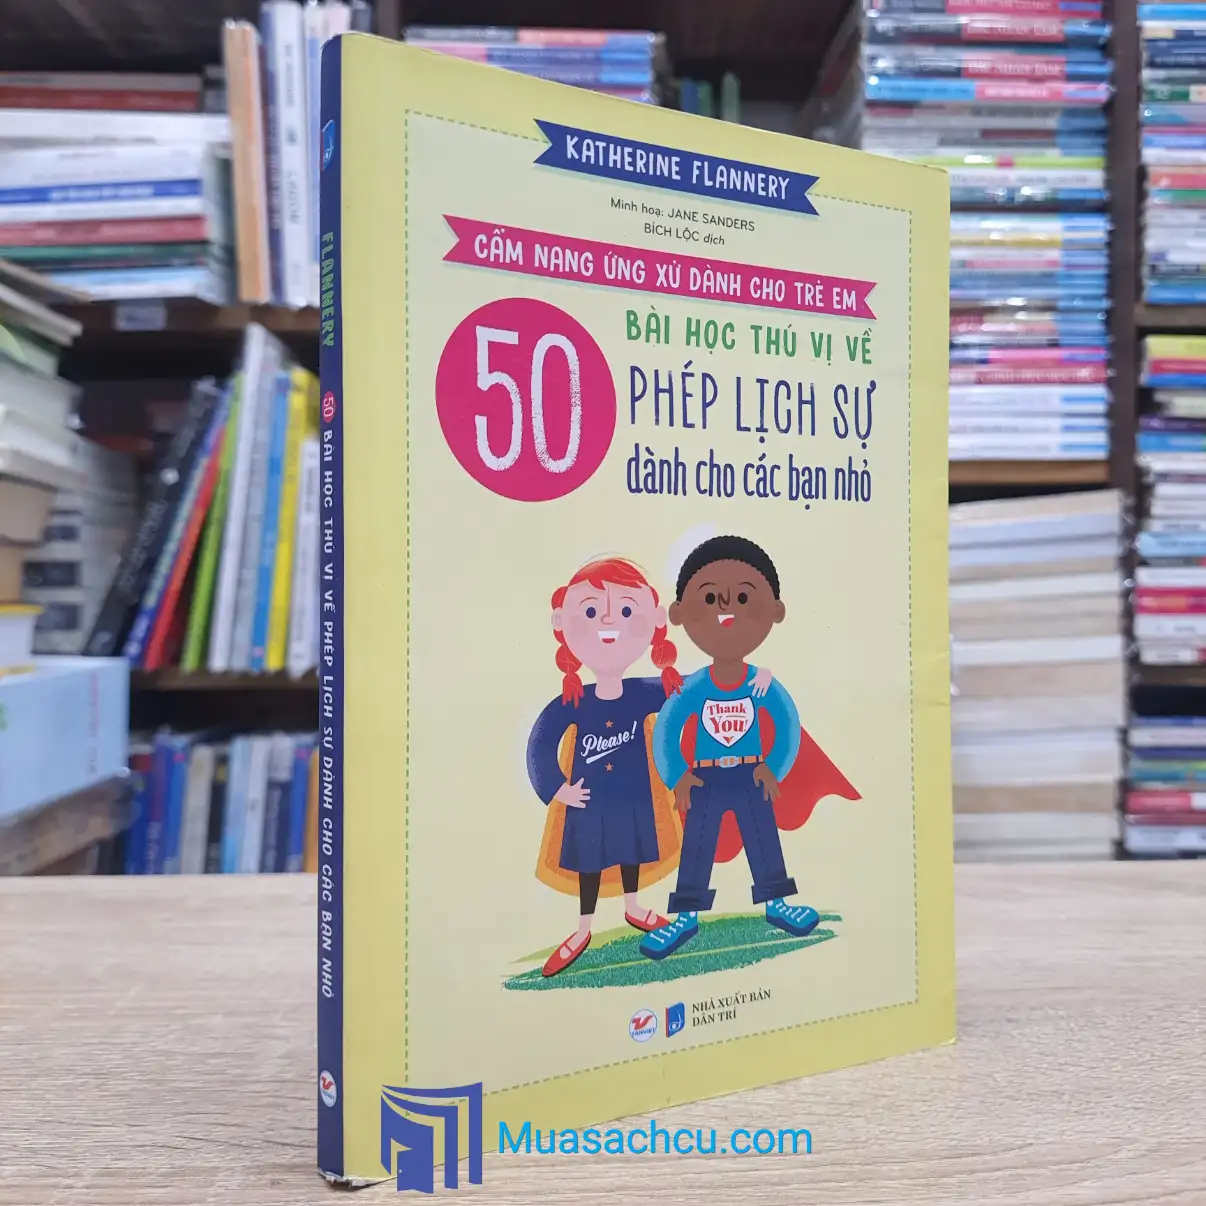 KATHERINE FLANNERY
Minh hoạ: JANE SANDERS
BÍCH LỘC dịch
CẨM NANG ỨNG XỬ DÀNH CHO TRẺ EM
50
BÀI HỌC THÚ VỊ VỀ
PHÉP LỊCH SỰ
dành cho các bạn nhỏ
Please!
Thank
You!
TANVIET
NHÀ XUẤT BẢN
DÂN TRÍ
FLANNERY
50 BÀI HỌC THÚ VỊ VỀ PHÉP LỊCH SỰ DÀNH CHO CÁC BẠN NHỎ
Muasachcu.com